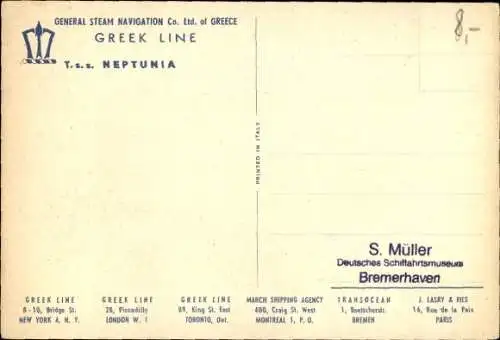 GENERAL STEAM NAVIGATION Co. Ltd. of GREECE
GREEK LINE
T.s.s. NEPTUNIA
8,-
PRINTED IN ITALY
S. Müller
Deutsches Schiffahrtsmuseum
Bremerhaven
GREEK LINE
8-10, Bridge St.
NEW YORK 4, N.Y.
GREEK LINE
28, Piccadilly
LONDON W. 1
GREEK LINE
89, King St. East
TORONTO, Ont.
MARCH SHIPPING AGENCY
400, Craig St. West
MONTREAL 1, P.Q.
TRANSOCEAN
1, Boettcherstr.
BREMEN
J. LASRY & FILS
16, Rue de la Paix
PARIS